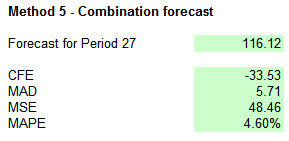 Method 5 - Combination forecast
Forecast for Period 27 116.12
CFE -33.53
MAD 5.71
MSE 48.46
MAPE 4.60%